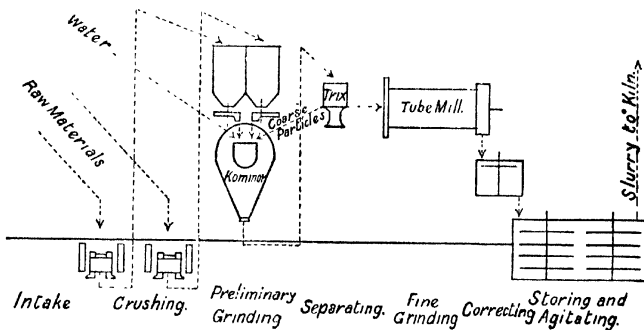 Water
Raw Materials
Coarse
Particles
Trix
Tube Mill.
Kominor
Slurry to Kiln.
Intake
Crushing.
Preliminary
Grinding
Separating.
Fine
Grinding
Correcting
Storing and
Agitating.